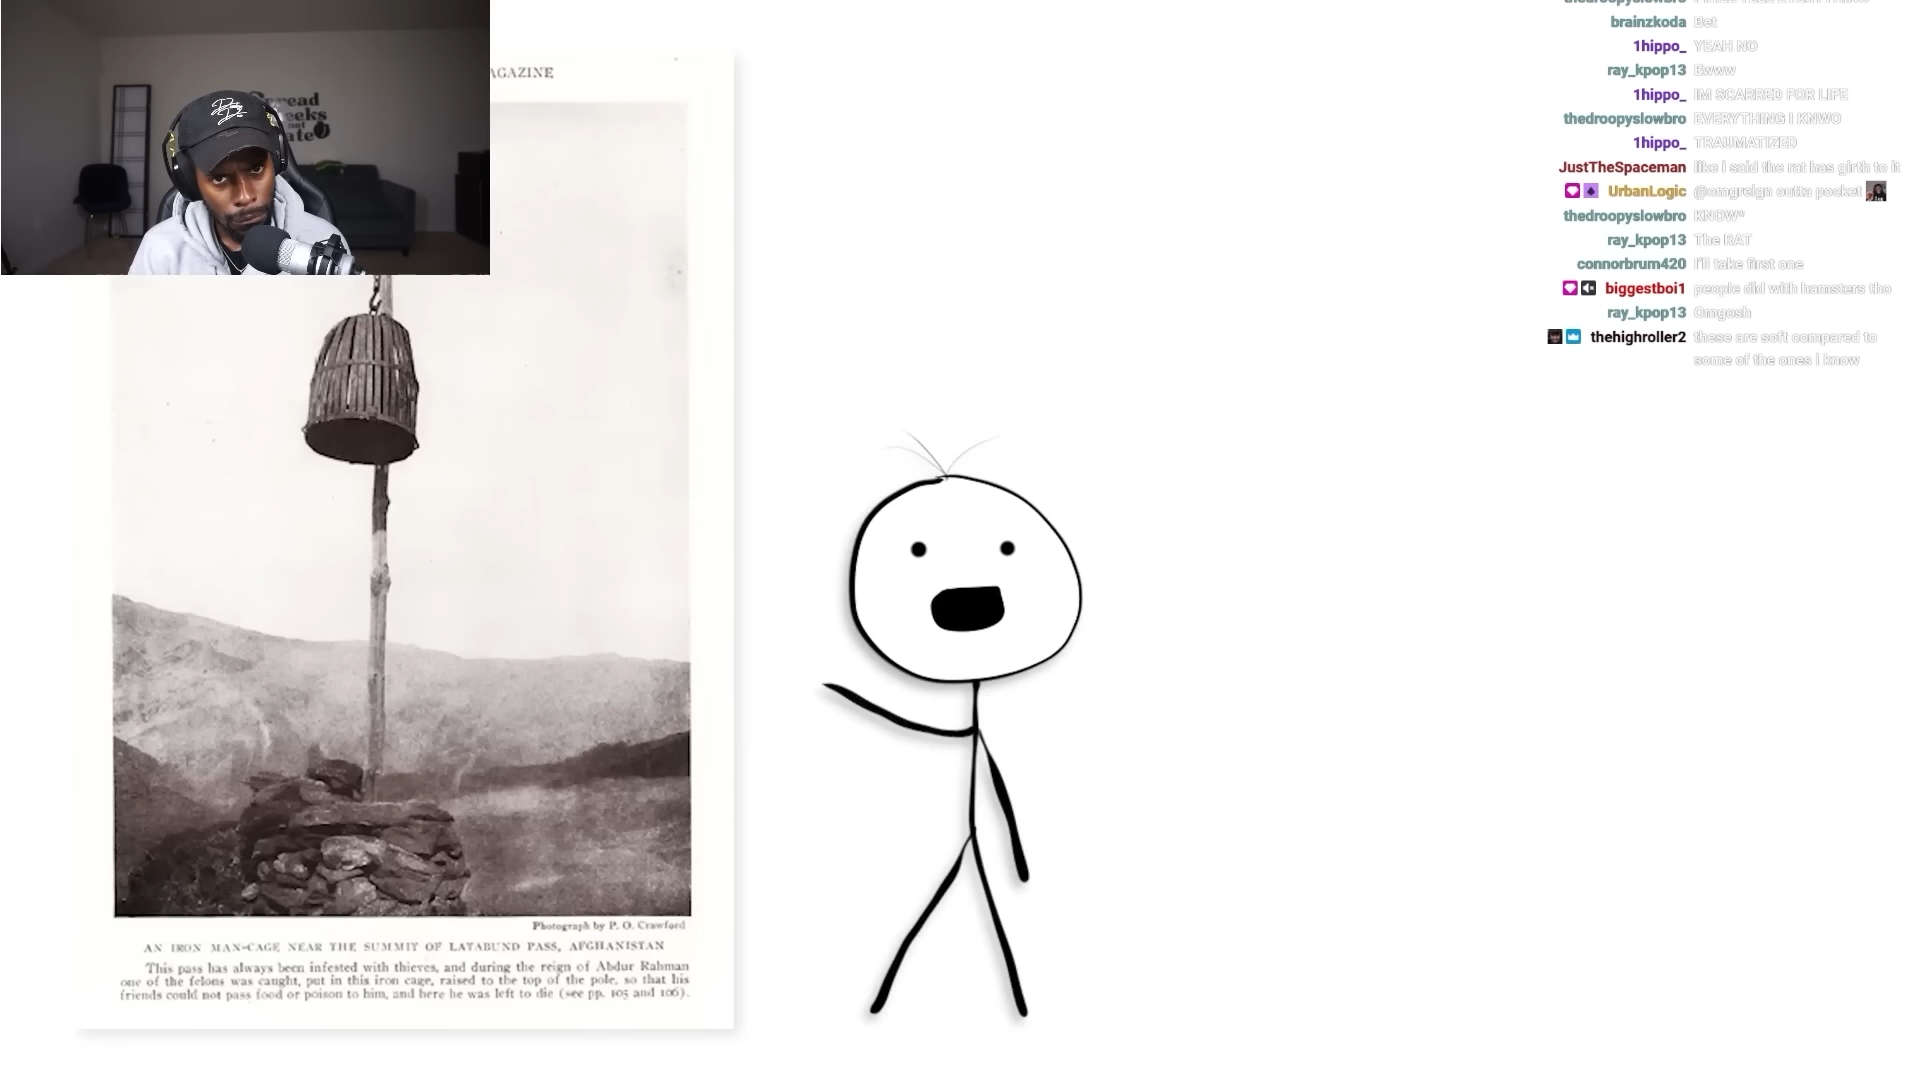 AGAZINE
pread
eeks
not
ate
Photograph by P. O. Crawford
AN IRON MAN-CAGE NEAR THE SUMMIT OF LATABUND PASS, AFGHANISTAN
This pass has always been infested with thieves, and during the reign of Abdur Rahman
one of the felons was caught, put in this iron cage, raised to the top of the pole, so that his
friends could not pass food or poison to him, and here he was left to die (see pp. 105 and 106).
brainzkoda Bet
1hippo_ YEAH NO
ray_kpop13 Ewww
1hippo_ IM SCARRED FOR LIFE
thedroopyslowbro EVERYTHING I KNWO
1hippo_ TRAUMATIZED
JustTheSpaceman like i said the rat has girth to it
UrbanLogic @omgreign outta pocket
thedroopyslowbro KNOW*
ray_kpop13 The RAT
connorbrum420 I'll take first one
biggestboi1 people did with hamsters tho
ray_kpop13 Omgosh
thehighroller2 these are soft compared to
some of the ones i know